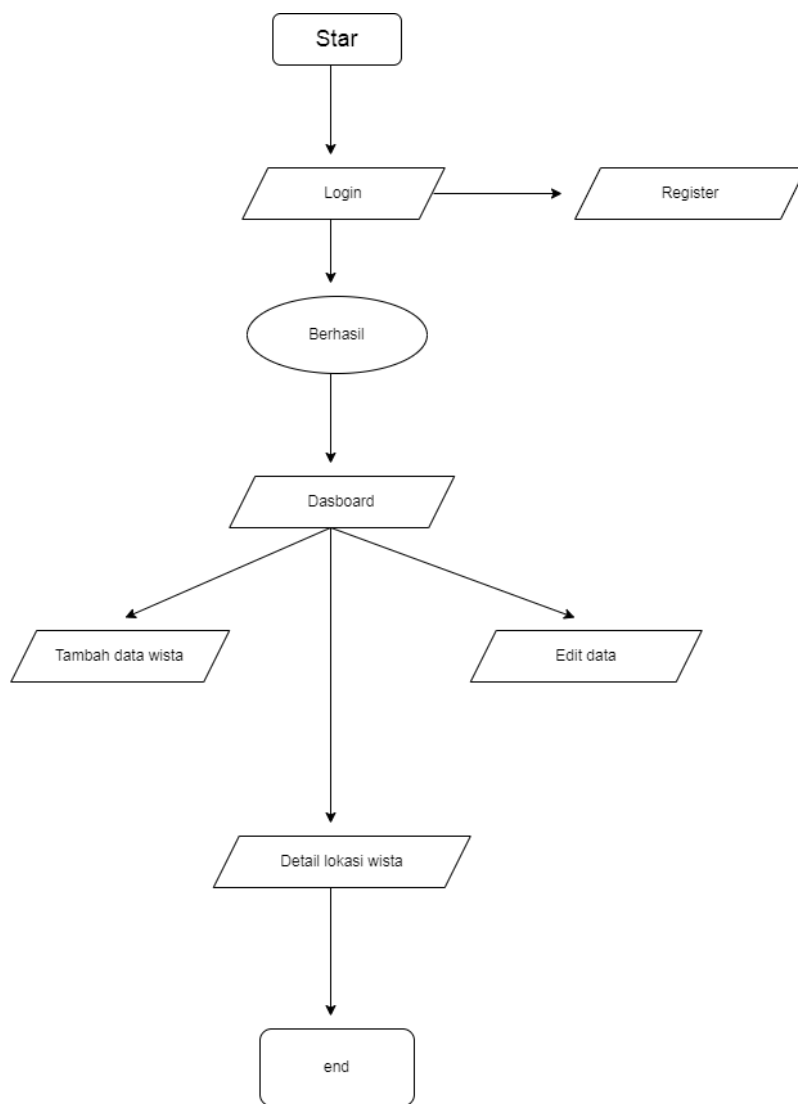 Star
Login
Register
Berhasil
Dasboard
Tambah data wista
Edit data
Detail lokasi wista
end